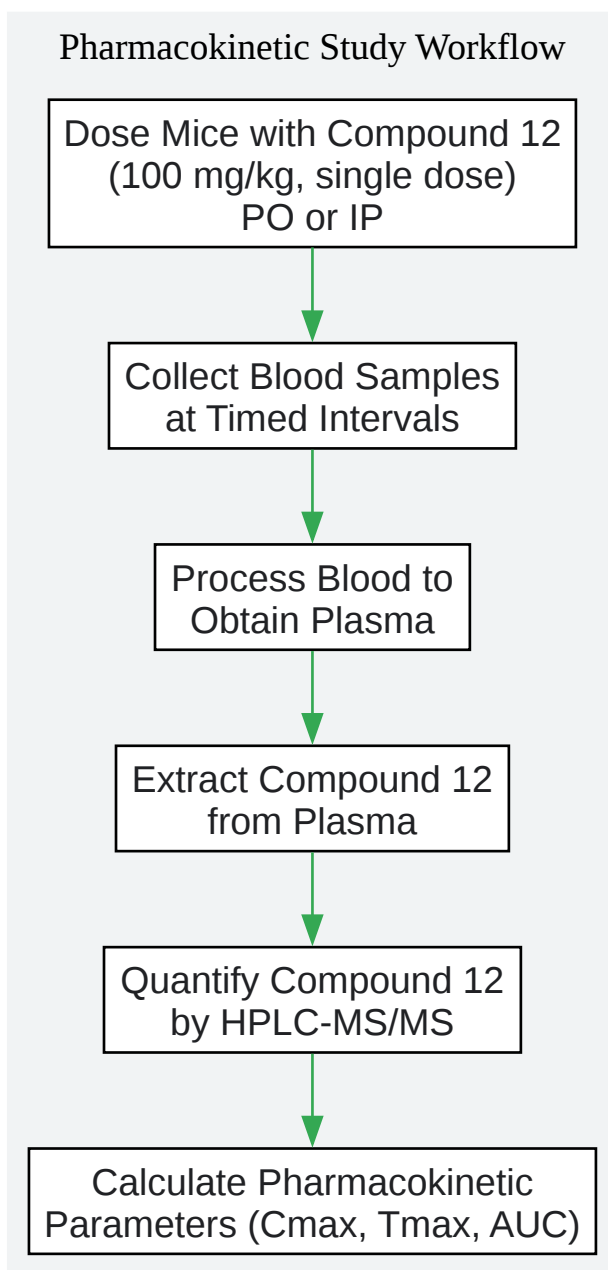 Pharmacokinetic Study Workflow
Dose Mice with Compound 12
(100 mg/kg, single dose)
PO or IP
Collect Blood Samples
at Timed Intervals
Process Blood to
Obtain Plasma
Extract Compound 12
from Plasma
Quantify Compound 12
by HPLC-MS/MS
Calculate Pharmacokinetic
Parameters (Cmax, Tmax, AUC)